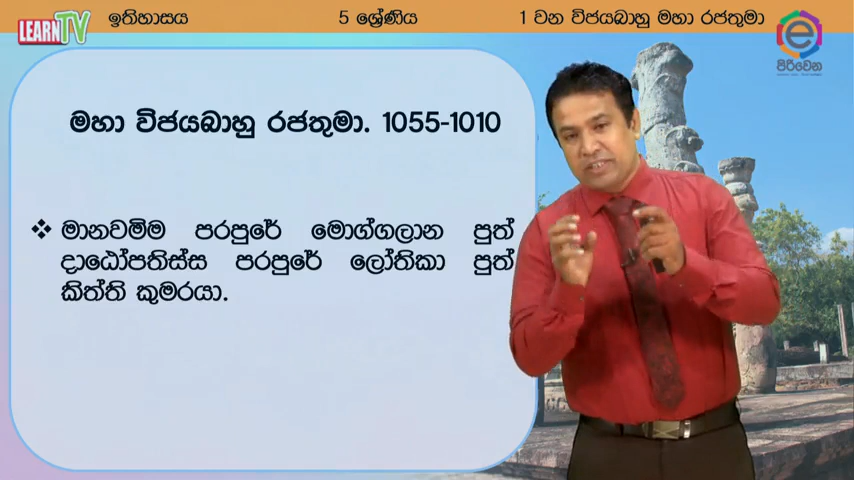 LEARN TV
ඉතිහාසය
5 ශ්‍රේණිය
1 වන විජයබාහු මහා රජතුමා
e
පිරිවෙන
මහා විජයබාහු රජතුමා. 1055-1010
❖ මානවම්ම පරපුරේ මොග්ගලාන පුත්
දාඨෝපතිස්ස පරපුරේ ලෝතිකා පුත්
කිත්ති කුමරයා.